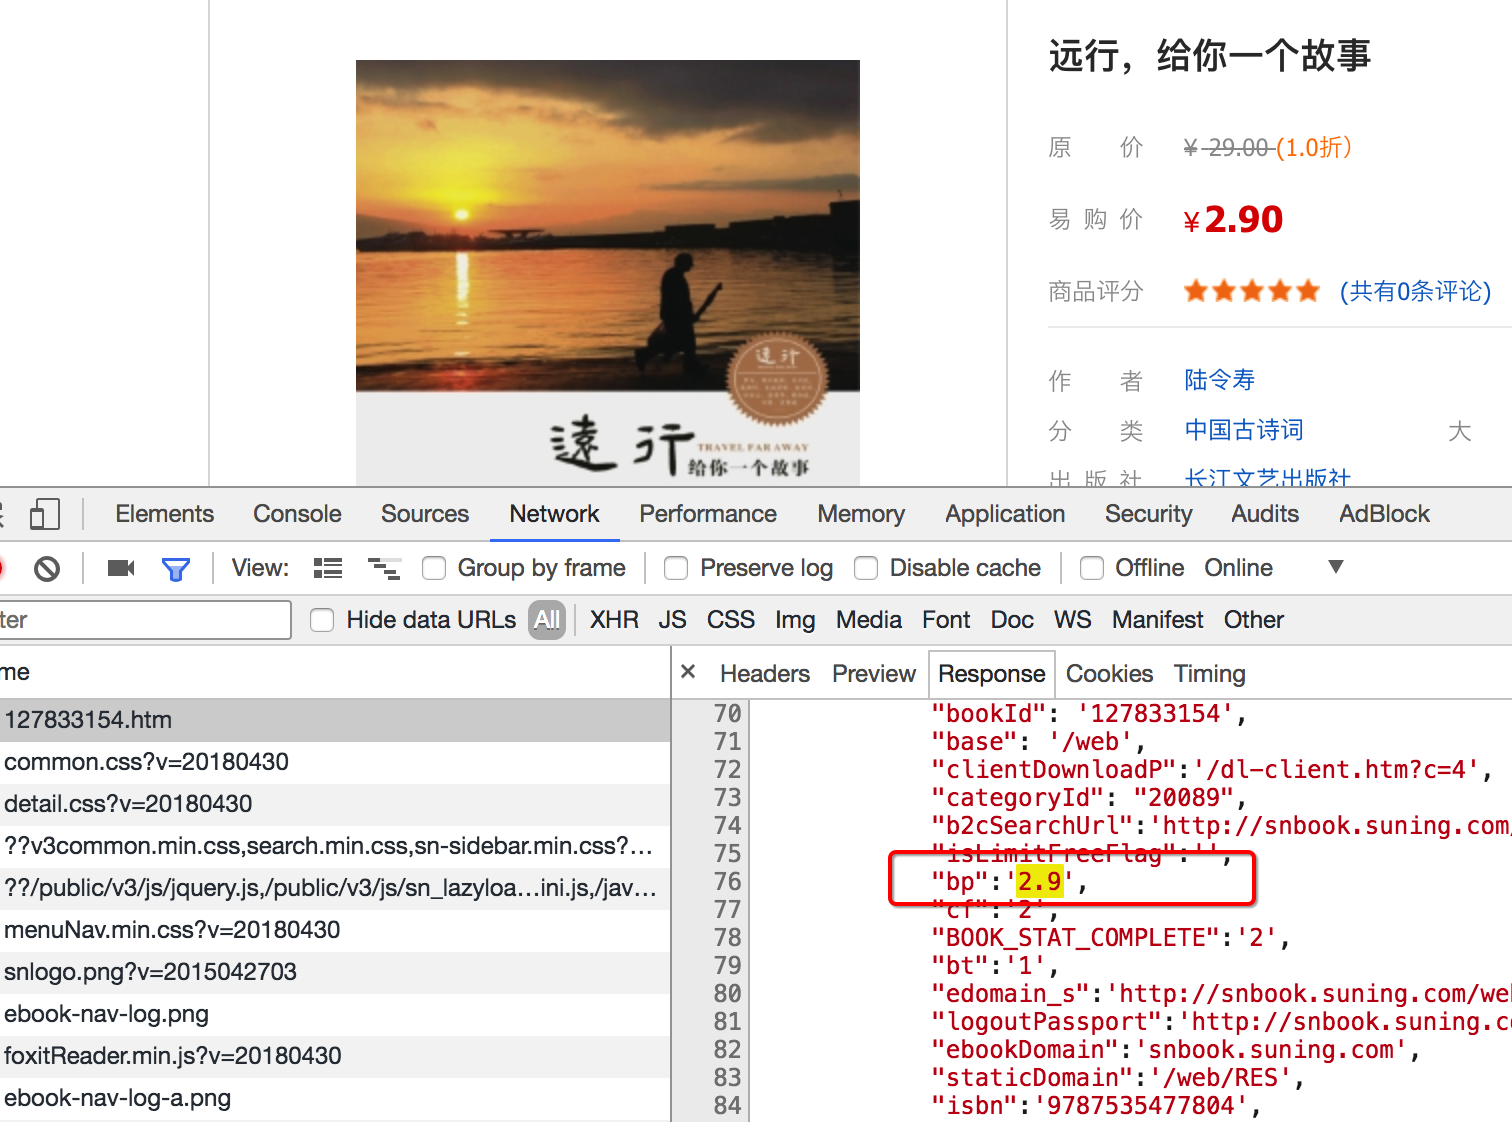 远行，给你一个故事
原 价 ¥ 29.00 (1.0折)
易 购 价 ¥ 2.90
商品评分 (共有0条评论)
作 者 陆令寿
分 类 中国古诗词 大
出 版 社 长江文艺出版社
遠行
遠行
TRAVEL FAR AWAY
给你一个故事
Elements Console Sources Network Performance Memory Application Security Audits AdBlock
View: Group by frame Preserve log Disable cache Offline Online
ter Hide data URLs All XHR JS CSS Img Media Font Doc WS Manifest Other
me
× Headers Preview Response Cookies Timing
127833154.htm
common.css?v=20180430
detail.css?v=20180430
??v3common.min.css,search.min.css,sn-sidebar.min.css?…
??/public/v3/js/jquery.js,/public/v3/js/sn_lazyloa…ini.js,/jav…
menuNav.min.css?v=20180430
snlogo.png?v=2015042703
ebook-nav-log.png
foxitReader.min.js?v=20180430
ebook-nav-log-a.png
70 "bookId": '127833154',
71 "base": '/web',
72 "clientDownloadP":'/dl-client.htm?c=4',
73 "categoryId": "20089",
74 "b2cSearchUrl":'http://snbook.suning.com/
75 "isLimitFreeFlag":'',
76 "bp":'2.9',
77 "cf":'2',
78 "BOOK_STAT_COMPLETE":'2',
79 "bt":'1',
80 "edomain_s":'http://snbook.suning.com/we
81 "logoutPassport":'http://snbook.suning.c
82 "ebookDomain":'snbook.suning.com',
83 "staticDomain":'/web/RES',
84 "isbn":'9787535477804',